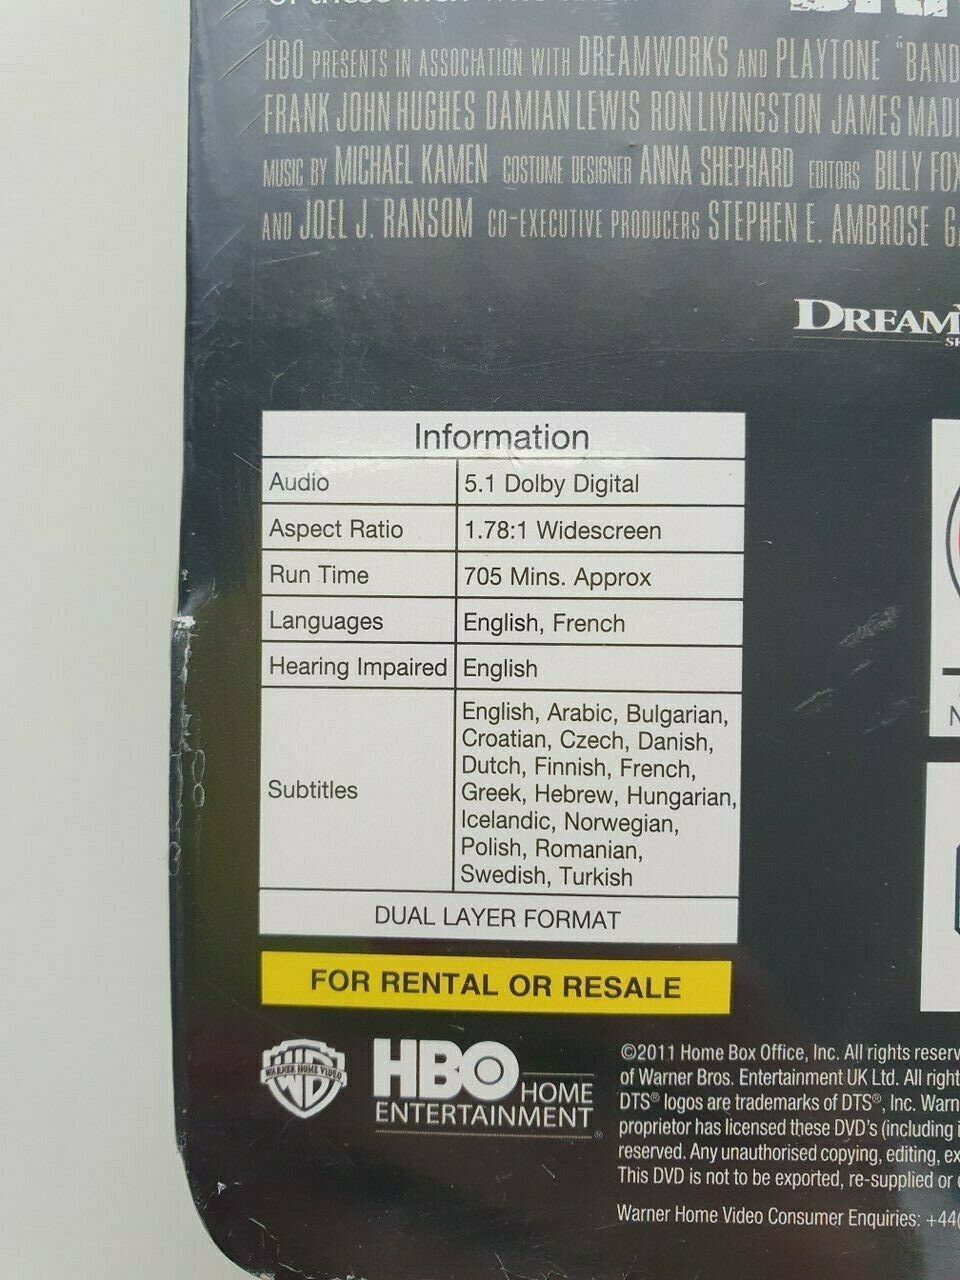 HBO PRESENTS IN ASSOCIATION WITH DREAMWORKS AND PLAYTONE "BAND
FRANK JOHN HUGHES DAMIAN LEWIS RON LIVINGSTON JAMES MADI
MUSIC BY MICHAEL KAMEN COSTUME DESIGNER ANNA SHEPHARD EDITORS BILLY FOX
AND JOEL J. RANSOM CO-EXECUTIVE PRODUCERS STEPHEN E. AMBROSE
DREAM
Information
Audio 5.1 Dolby Digital
Aspect Ratio 1.78:1 Widescreen
Run Time 705 Mins. Approx
Languages English, French
Hearing Impaired English
Subtitles
English, Arabic, Bulgarian,
Croatian, Czech, Danish,
Dutch, Finnish, French,
Greek, Hebrew, Hungarian,
Icelandic, Norwegian,
Polish, Romanian,
Swedish, Turkish
DUAL LAYER FORMAT
FOR RENTAL OR RESALE
WARNER HOME VIDEO
WB
HBO HOME
ENTERTAINMENT®
©2011 Home Box Office, Inc. All rights reserv
of Warner Bros. Entertainment UK Ltd. All right
DTS® logos are trademarks of DTS®, Inc. Warn
proprietor has licensed these DVD's (including i
reserved. Any unauthorised copying, editing, ex
This DVD is not to be exported, re-supplied or
Warner Home Video Consumer Enquiries: +44(